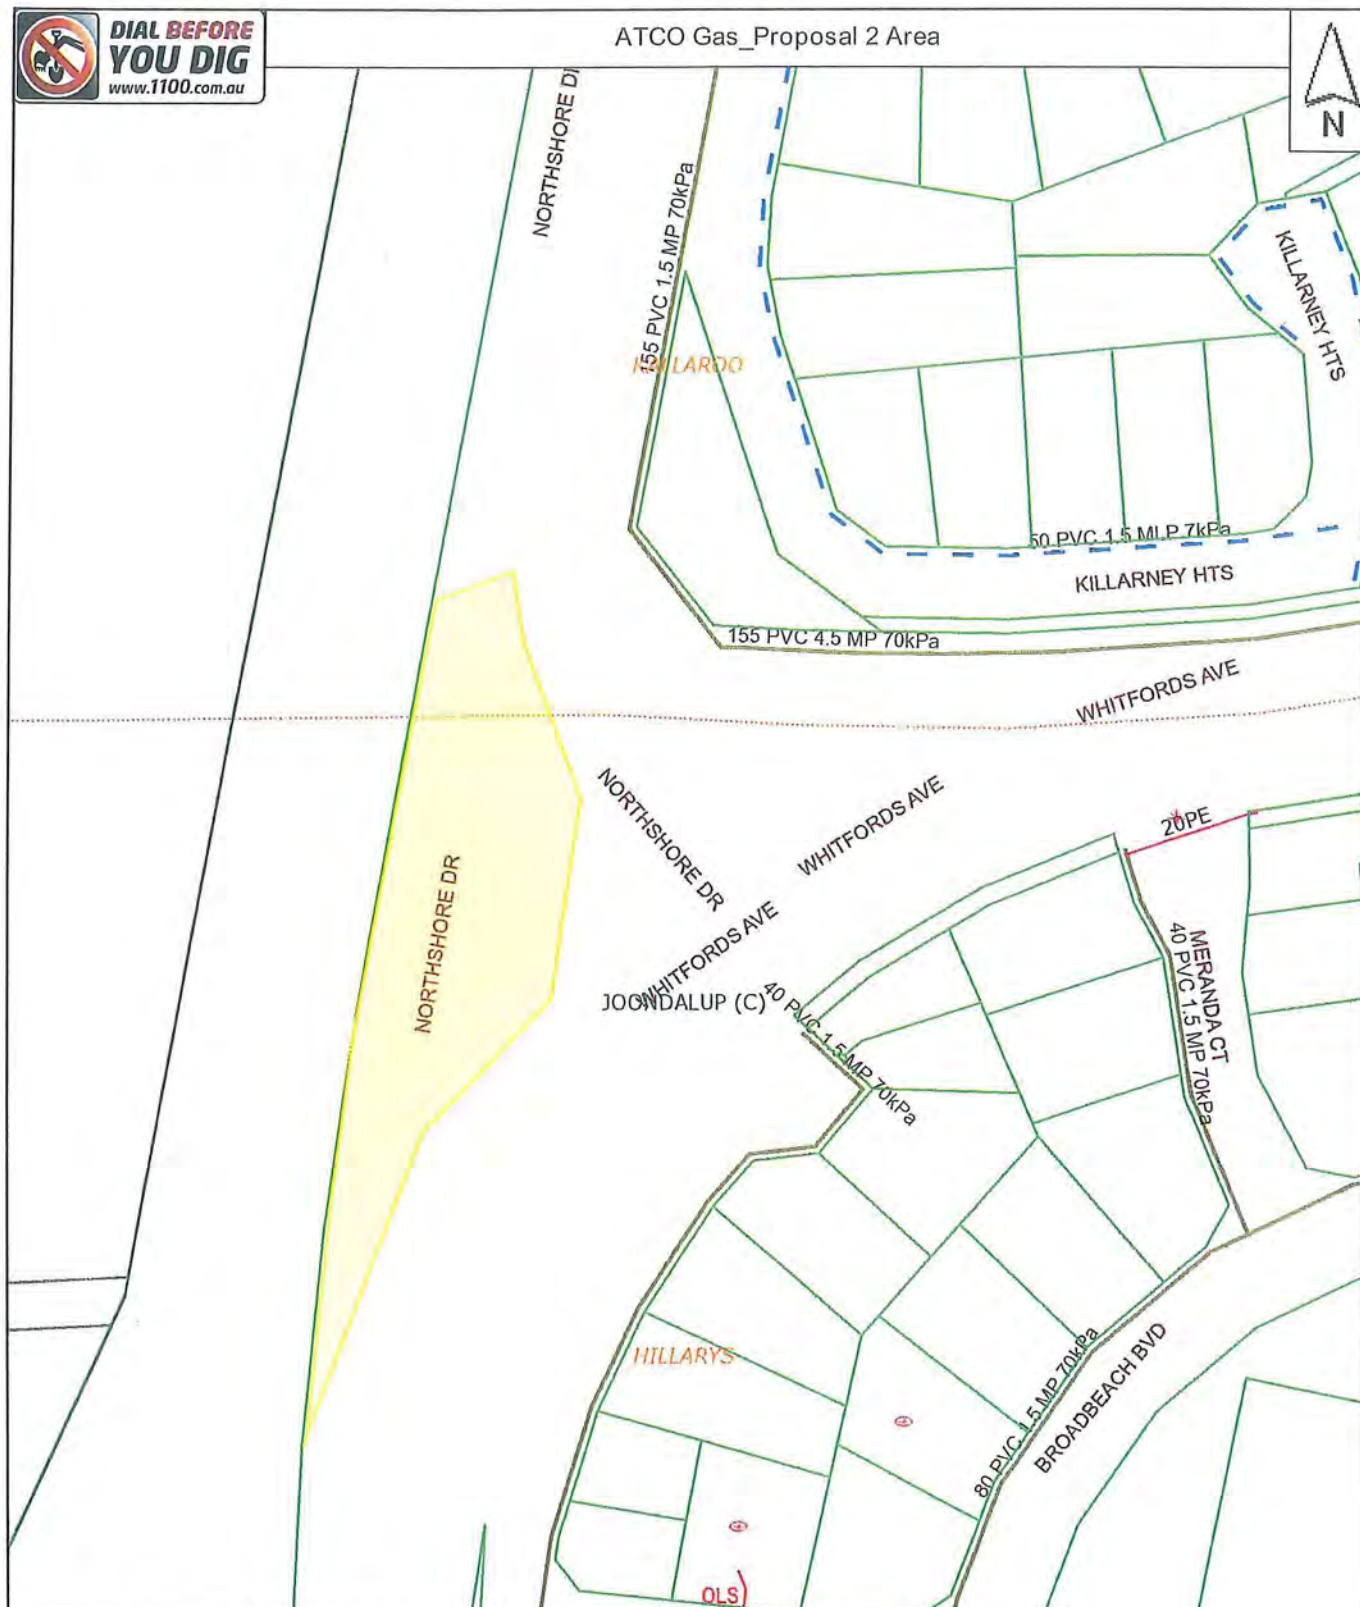 DIAL BEFORE
YOU DIG
www.1100.com.au
ATCO Gas_Proposal 2 Area
N
NORTHSHORE DI
155 PVC 1.5 MP 70kPa
KALLAROO
KILLARNEY HTS
50 PVC 1.5 MLP 7kPa
KILLARNEY HTS
155 PVC 4.5 MP 70kPa
WHITFORDS AVE
NORTHSHORE DR
WHITFORDS AVE
20PE
NORTHSHORE DR
WHITFORDS AVE
JOONDALUP (C)
40 PVC 1.5 MP 70kPa
MERANDA CT
40 PVC 1.5 MP 70kPa
HILLARYS
80 PVC 1.5 MP 70kPa
BROADBEACH BVD
OLS